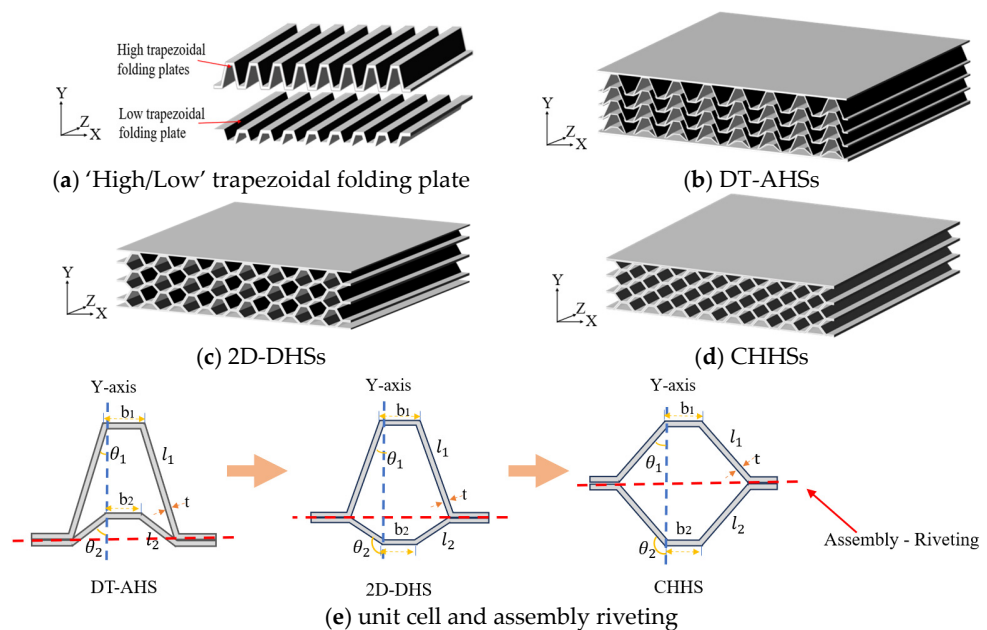 High trapezoidal
folding plates
Low trapezoidal
folding plate
Y
Z
X
(a) ‘High/Low’ trapezoidal folding plate
Y
Z
X
(b) DT-AHSs
Y
Z
X
(c) 2D-DHSs
Y
Z
X
(d) CHHSs
Y-axis
b₁
θ₁
l₁
b₂
t
θ₂
l₂
DT-AHS
Y-axis
b₁
θ₁
l₁
t
b₂
θ₂
l₂
2D-DHS
Y-axis
b₁
θ₁
l₁
t
b₂
θ₂
l₂
CHHS
Assembly - Riveting
(e) unit cell and assembly riveting